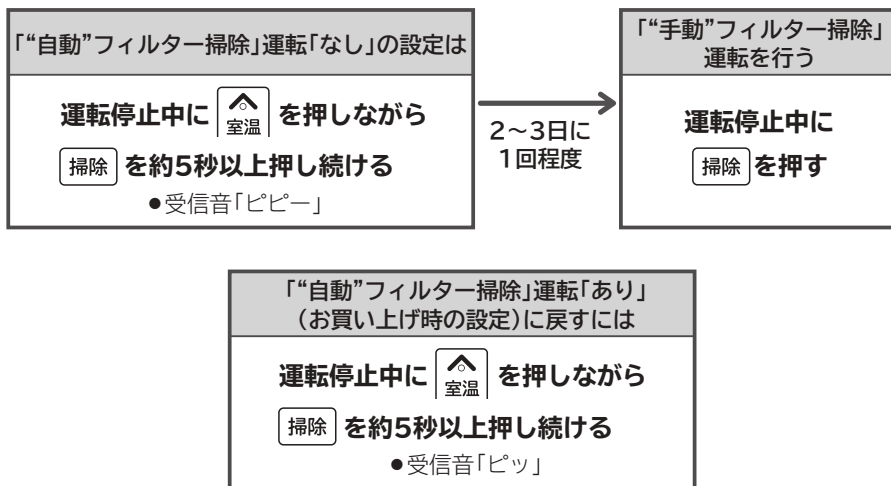 「“自動”フィルター掃除」運転「なし」の設定は
運転停止中に 室温 を押しながら
掃除 を約5秒以上押し続ける
●受信音「ピピー」
2〜3日に
1回程度
「“手動”フィルター掃除」
運転を行う
運転停止中に
掃除 を押す
「“自動”フィルター掃除」運転「あり」
（お買い上げ時の設定）に戻すには
運転停止中に 室温 を押しながら
掃除 を約5秒以上押し続ける
●受信音「ピッ」